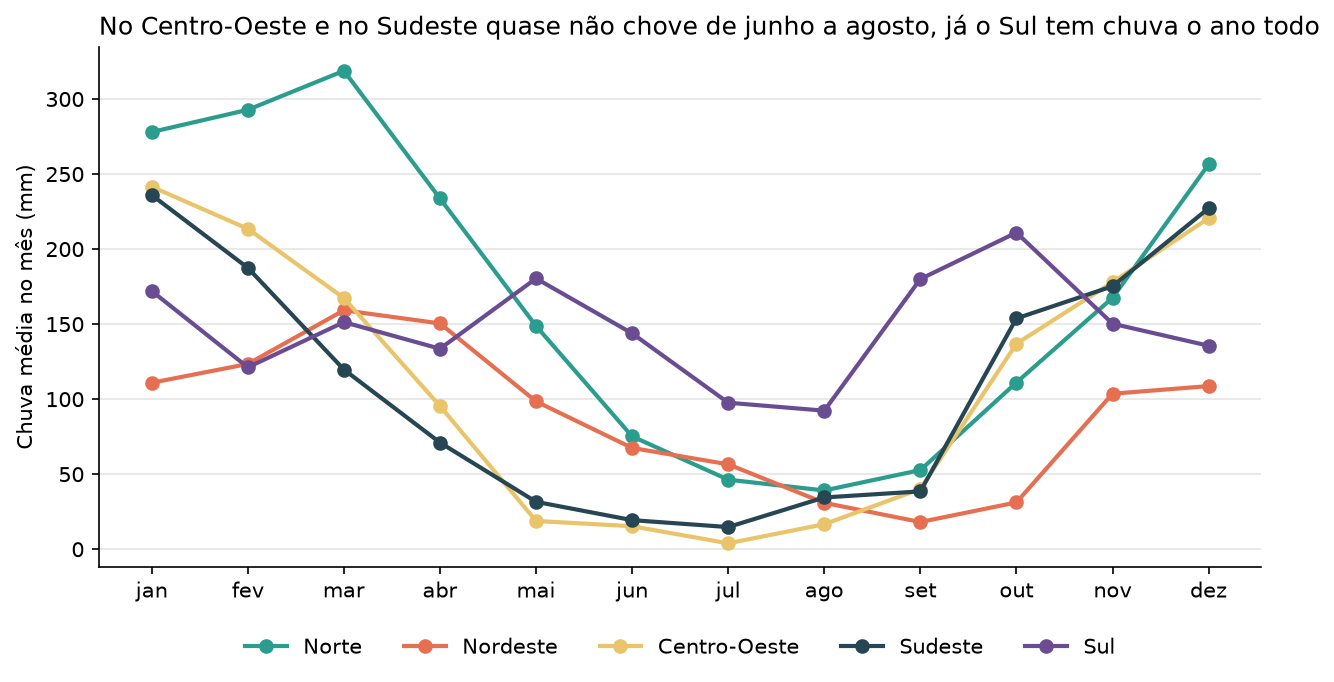 No Centro-Oeste e no Sudeste quase não chove de junho a agosto, já o Sul tem chuva o ano todo
Chuva média no mês (mm)
300
250
200
150
100
50
0
jan fev mar abr mai jun jul ago set out nov dez
Norte Nordeste Centro-Oeste Sudeste Sul